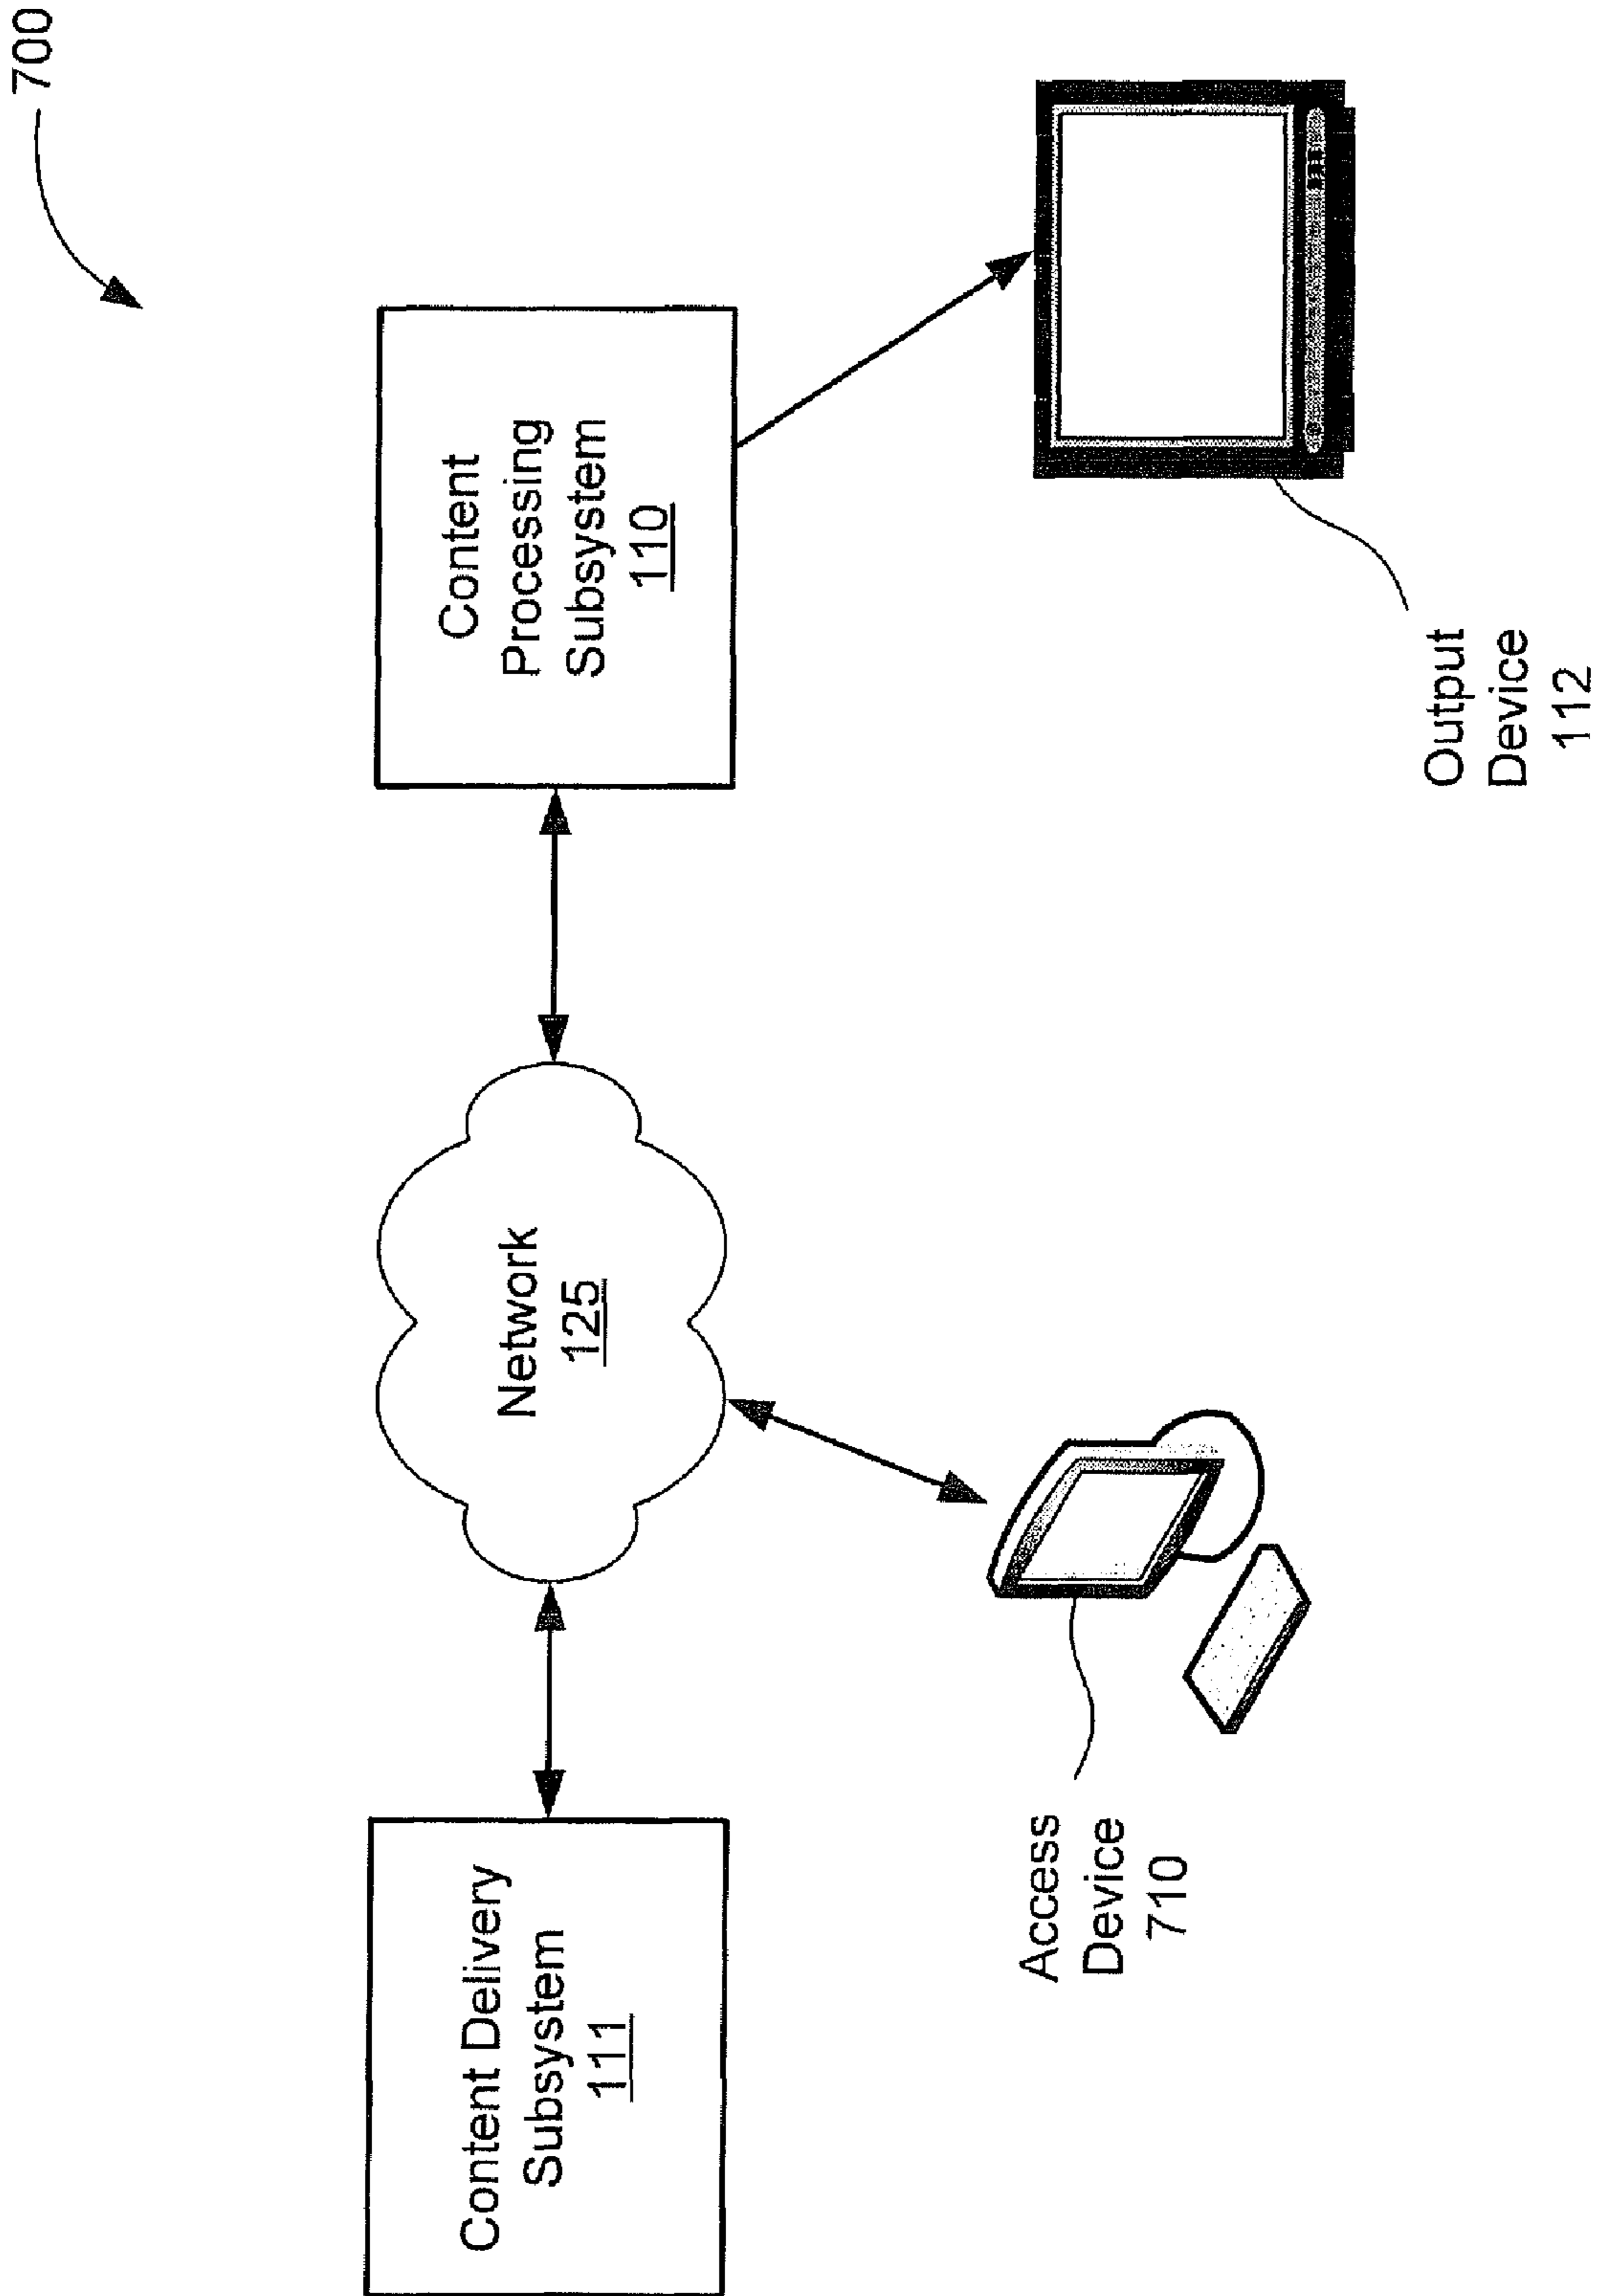 700
Content Delivery
Subsystem
111
Network
125
Content
Processing
Subsystem
110
Access
Device
710
Output
Device
112